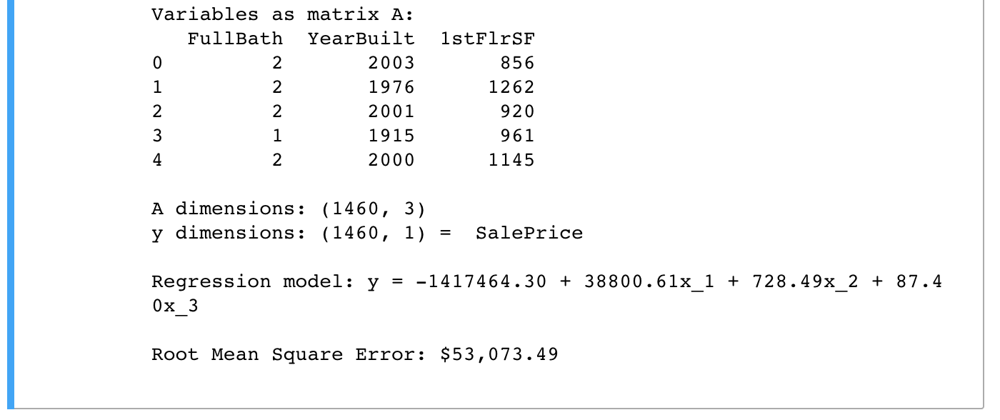 Variables as matrix A:
FullBath YearBuilt 1stFlrSF
0 2 2003 856
1 2 1976 1262
2 2 2001 920
3 1 1915 961
4 2 2000 1145
A dimensions: (1460, 3)
y dimensions: (1460, 1) = SalePrice
Regression model: y = -1417464.30 + 38800.61x_1 + 728.49x_2 + 87.4
0x_3
Root Mean Square Error: $53,073.49